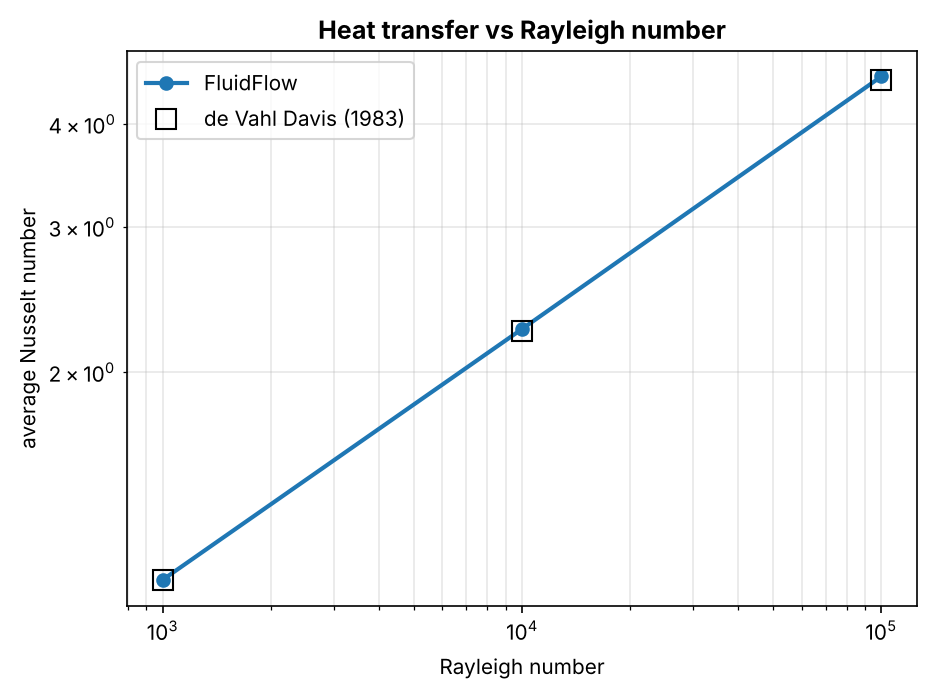 Heat transfer vs Rayleigh number
FluidFlow
de Vahl Davis (1983)
4 × 10⁰
3 × 10⁰
2 × 10⁰
average Nusselt number
10³ 10⁴ 10⁵
Rayleigh number